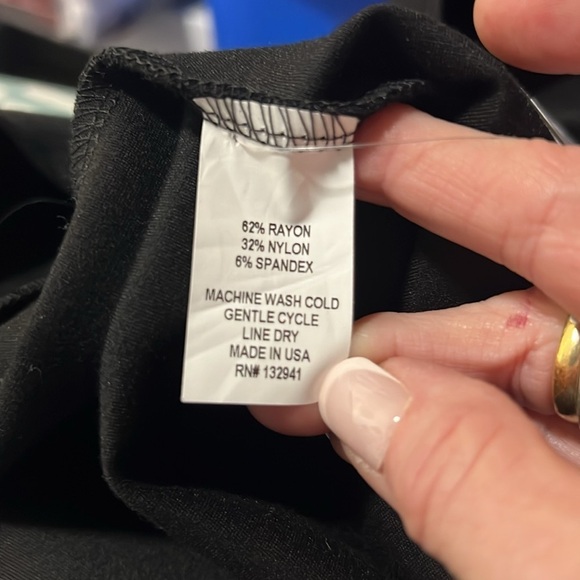 62% RAYON
32% NYLON
6% SPANDEX
MACHINE WASH COLD
GENTLE CYCLE
LINE DRY
MADE IN USA
RN# 132941